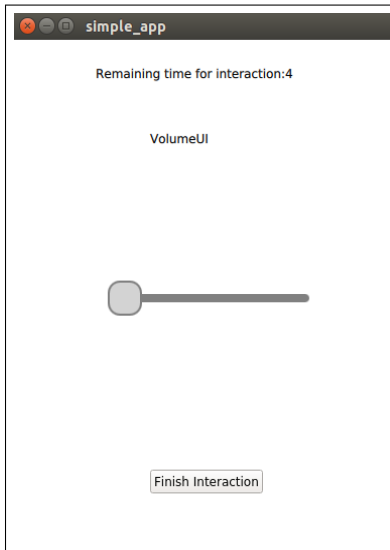 simple_app
Remaining time for interaction:4
VolumeUI
Finish Interaction